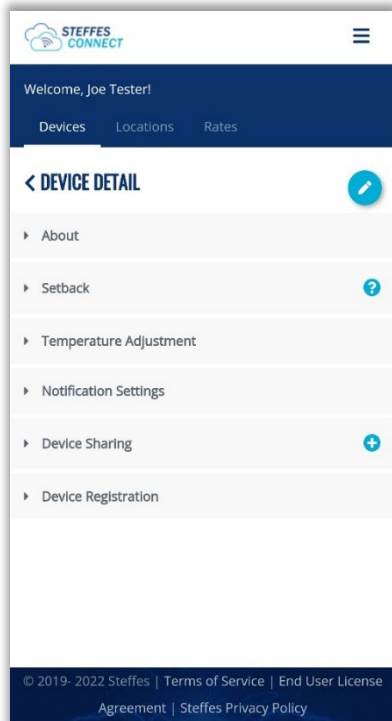 STEFFES
CONNECT
Welcome, Joe Tester!
Devices Locations Rates
DEVICE DETAIL
About
Setback ?
Temperature Adjustment
Notification Settings
Device Sharing
Device Registration
© 2019- 2022 Steffes | Terms of Service | End User License
Agreement | Steffes Privacy Policy